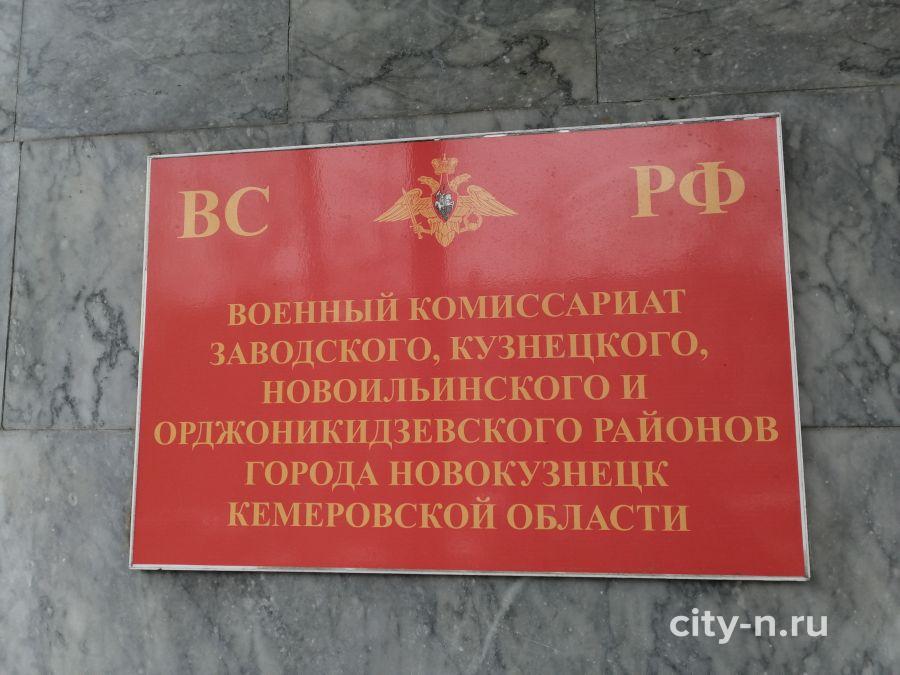 ВС РФ
ВОЕННЫЙ КОМИССАРИАТ
ЗАВОДСКОГО, КУЗНЕЦКОГО,
НОВОИЛЬИНСКОГО И
ОРДЖОНИКИДЗЕВСКОГО РАЙОНОВ
ГОРОДА НОВОКУЗНЕЦК
КЕМЕРОВСКОЙ ОБЛАСТИ
city-n.ru